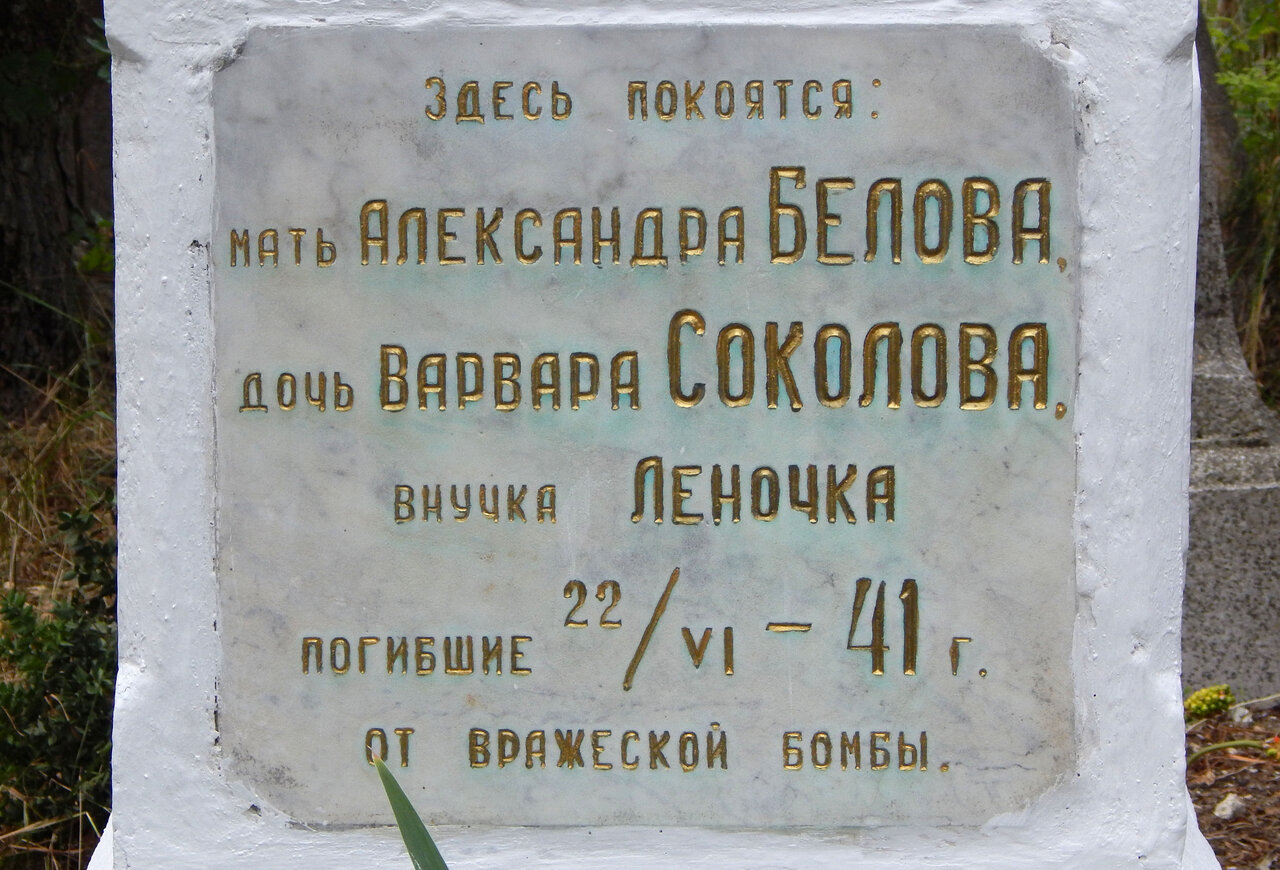 Здесь покоятся:
мать Александра БЕЛОВА,
дочь Варвара СОКОЛОВА,
внучка Леночка
погибшие 22/VI – 41 г.
от вражеской бомбы.